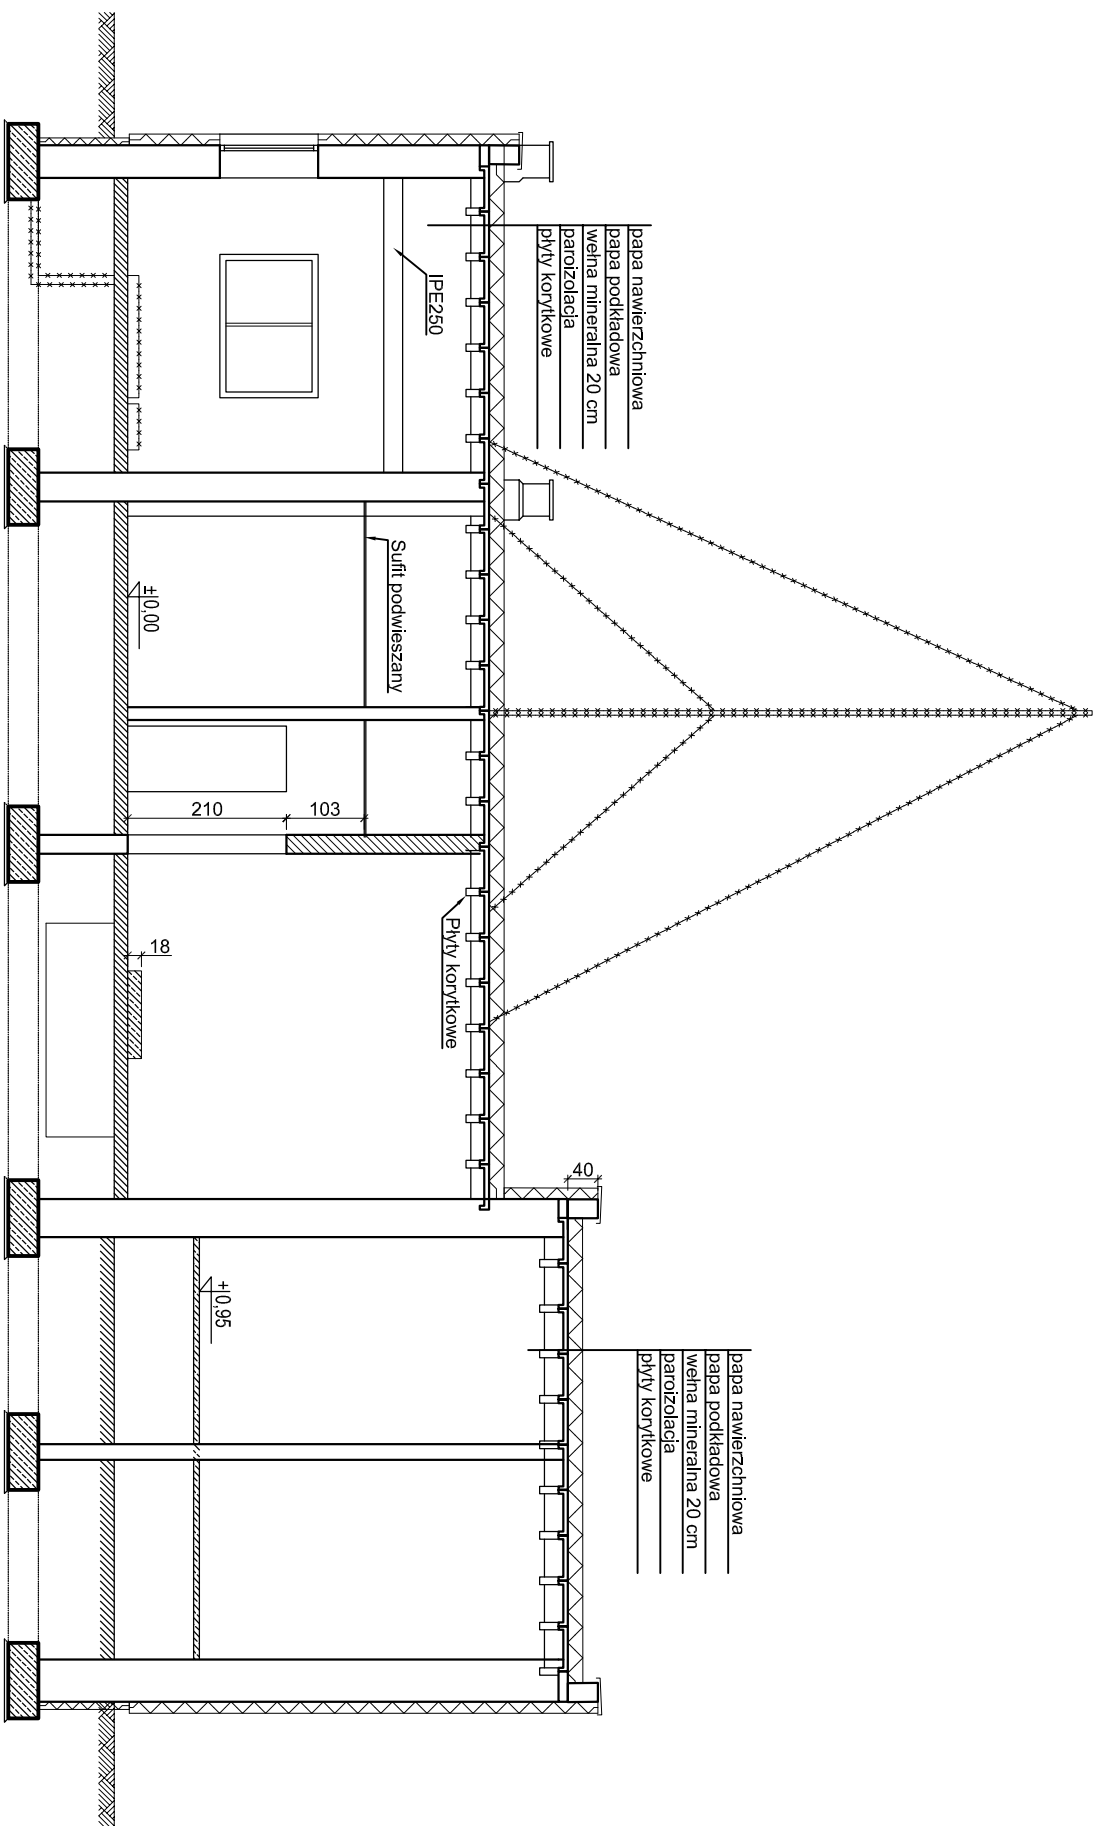 papa nawierzchniowa
papa podkładowa
wełna mineralna 20 cm
paroizolacja
płyty korytkowe
IPE250
Sufit podwieszany
±0,00
210
103
18
Płyty korytkowe
40
+0,95
papa nawierzchniowa
papa podkładowa
wełna mineralna 20 cm
paroizolacja
płyty korytkowe